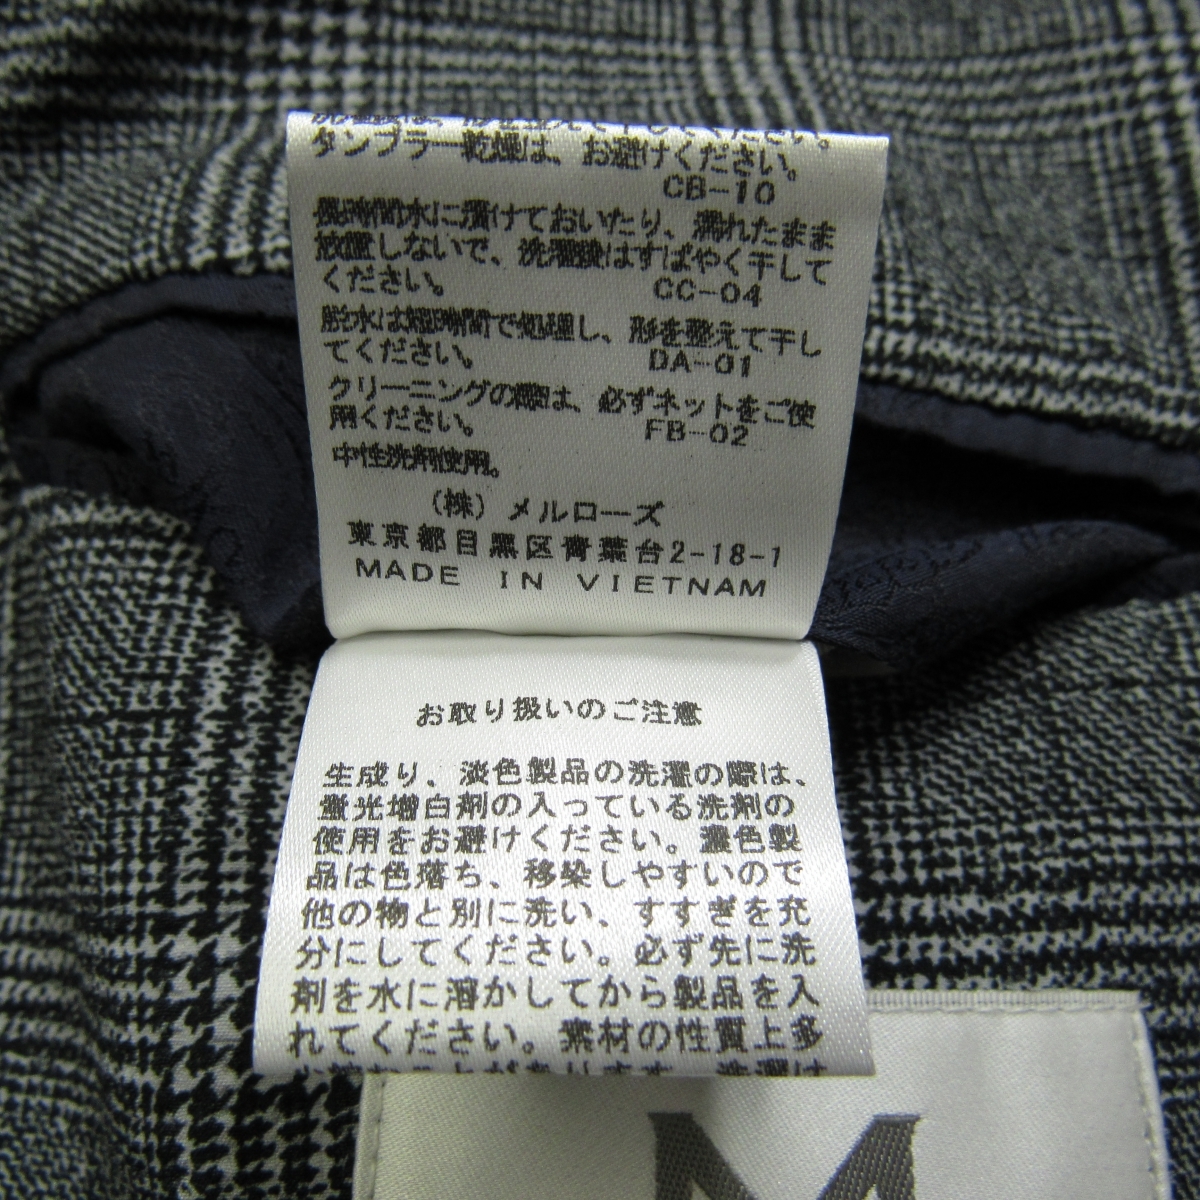 タンブラー乾燥は、お避けください。
CB-10
長時間水に漬けておいたり、濡れたまま
放置しないで、洗濯後はすばやく干して
ください。 CC-04
脱水は短時間で処理し、形を整えて干し
てください。 DA-01
クリーニングの際は、必ずネットをご使
用ください。 FB-02
中性洗剤使用。
(株) メルローズ
東京都目黒区青葉台2-18-1
MADE IN VIETNAM
お取り扱いのご注意
生成り、淡色製品の洗濯の際は、
蛍光増白剤の入っている洗剤の
使用をお避けください。濃色製
品は色落ち、移染しやすいので
他の物と別に洗い、すすぎを充
分にしてください。必ず先に洗
剤を水に溶かしてから製品を入
れてください。素材の性質上多
M